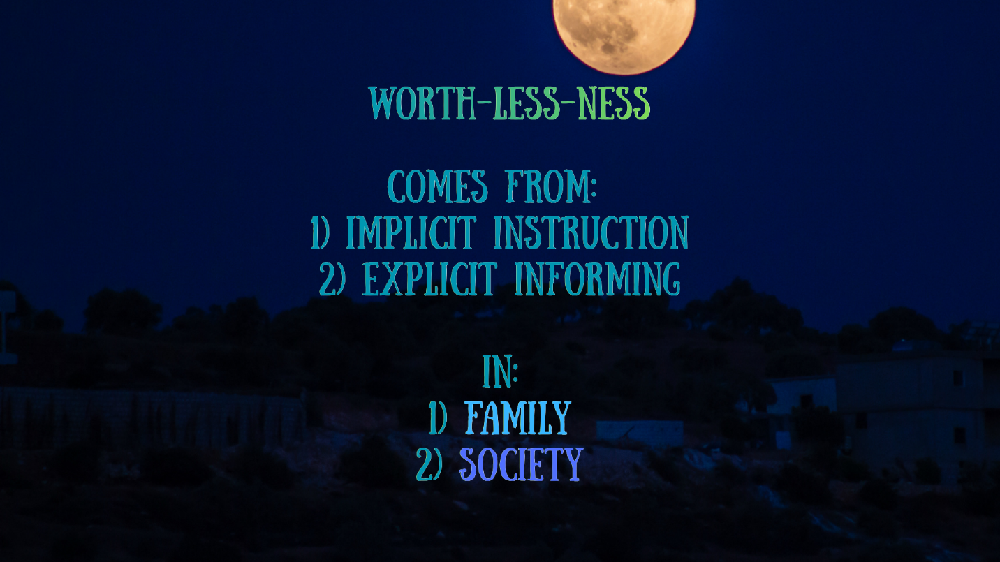 WORTH-LESS-NESS
COMES FROM:
1) IMPLICIT INSTRUCTION
2) EXPLICIT INFORMING
IN:
1) FAMILY
2) SOCIETY